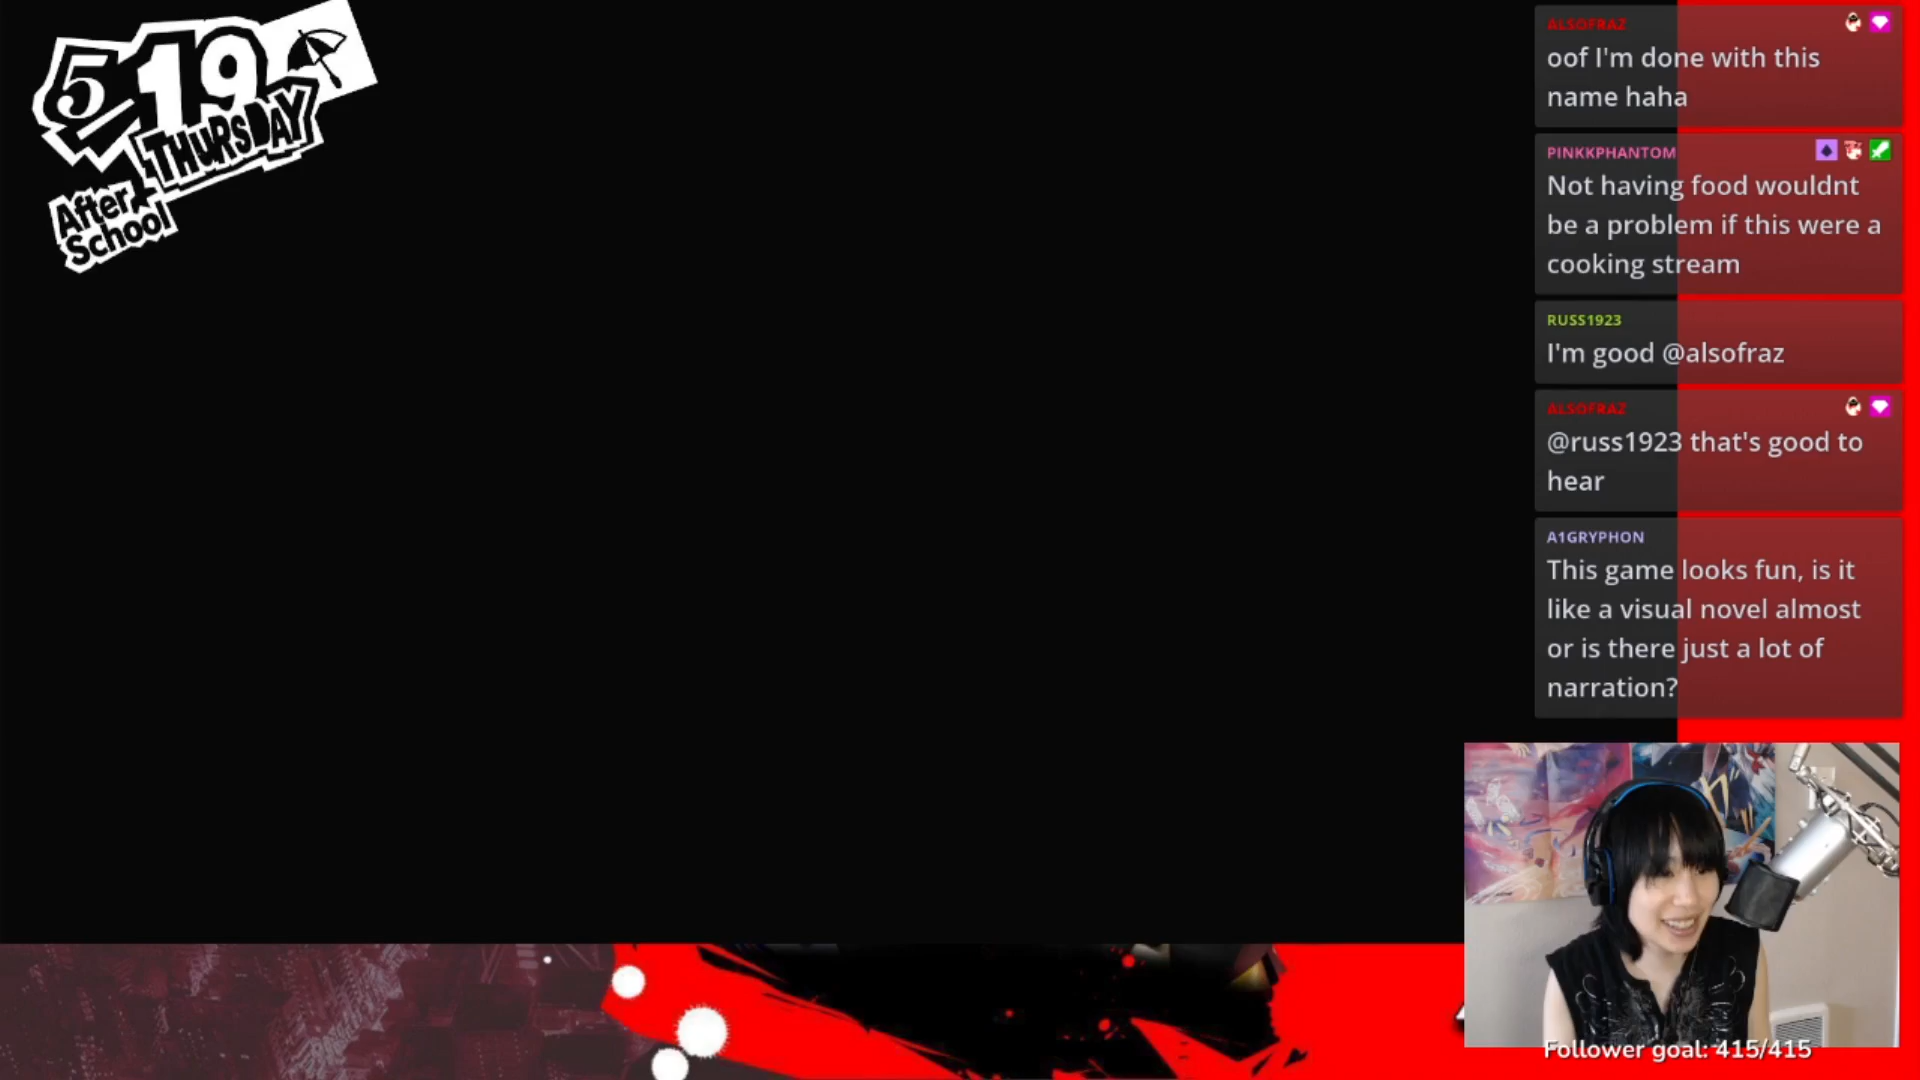 5/19
THURSDAY
After
School
ALSOFRAZ
oof I'm done with this
name haha
PINKKPHANTOM
Not having food wouldnt
be a problem if this were a
cooking stream
RUSS1923
I'm good @alsofraz
ALSOFRAZ
@russ1923 that's good to
hear
A1GRYPHON
This game looks fun, is it
like a visual novel almost
or is there just a lot of
narration?
Follower goal: 415/415